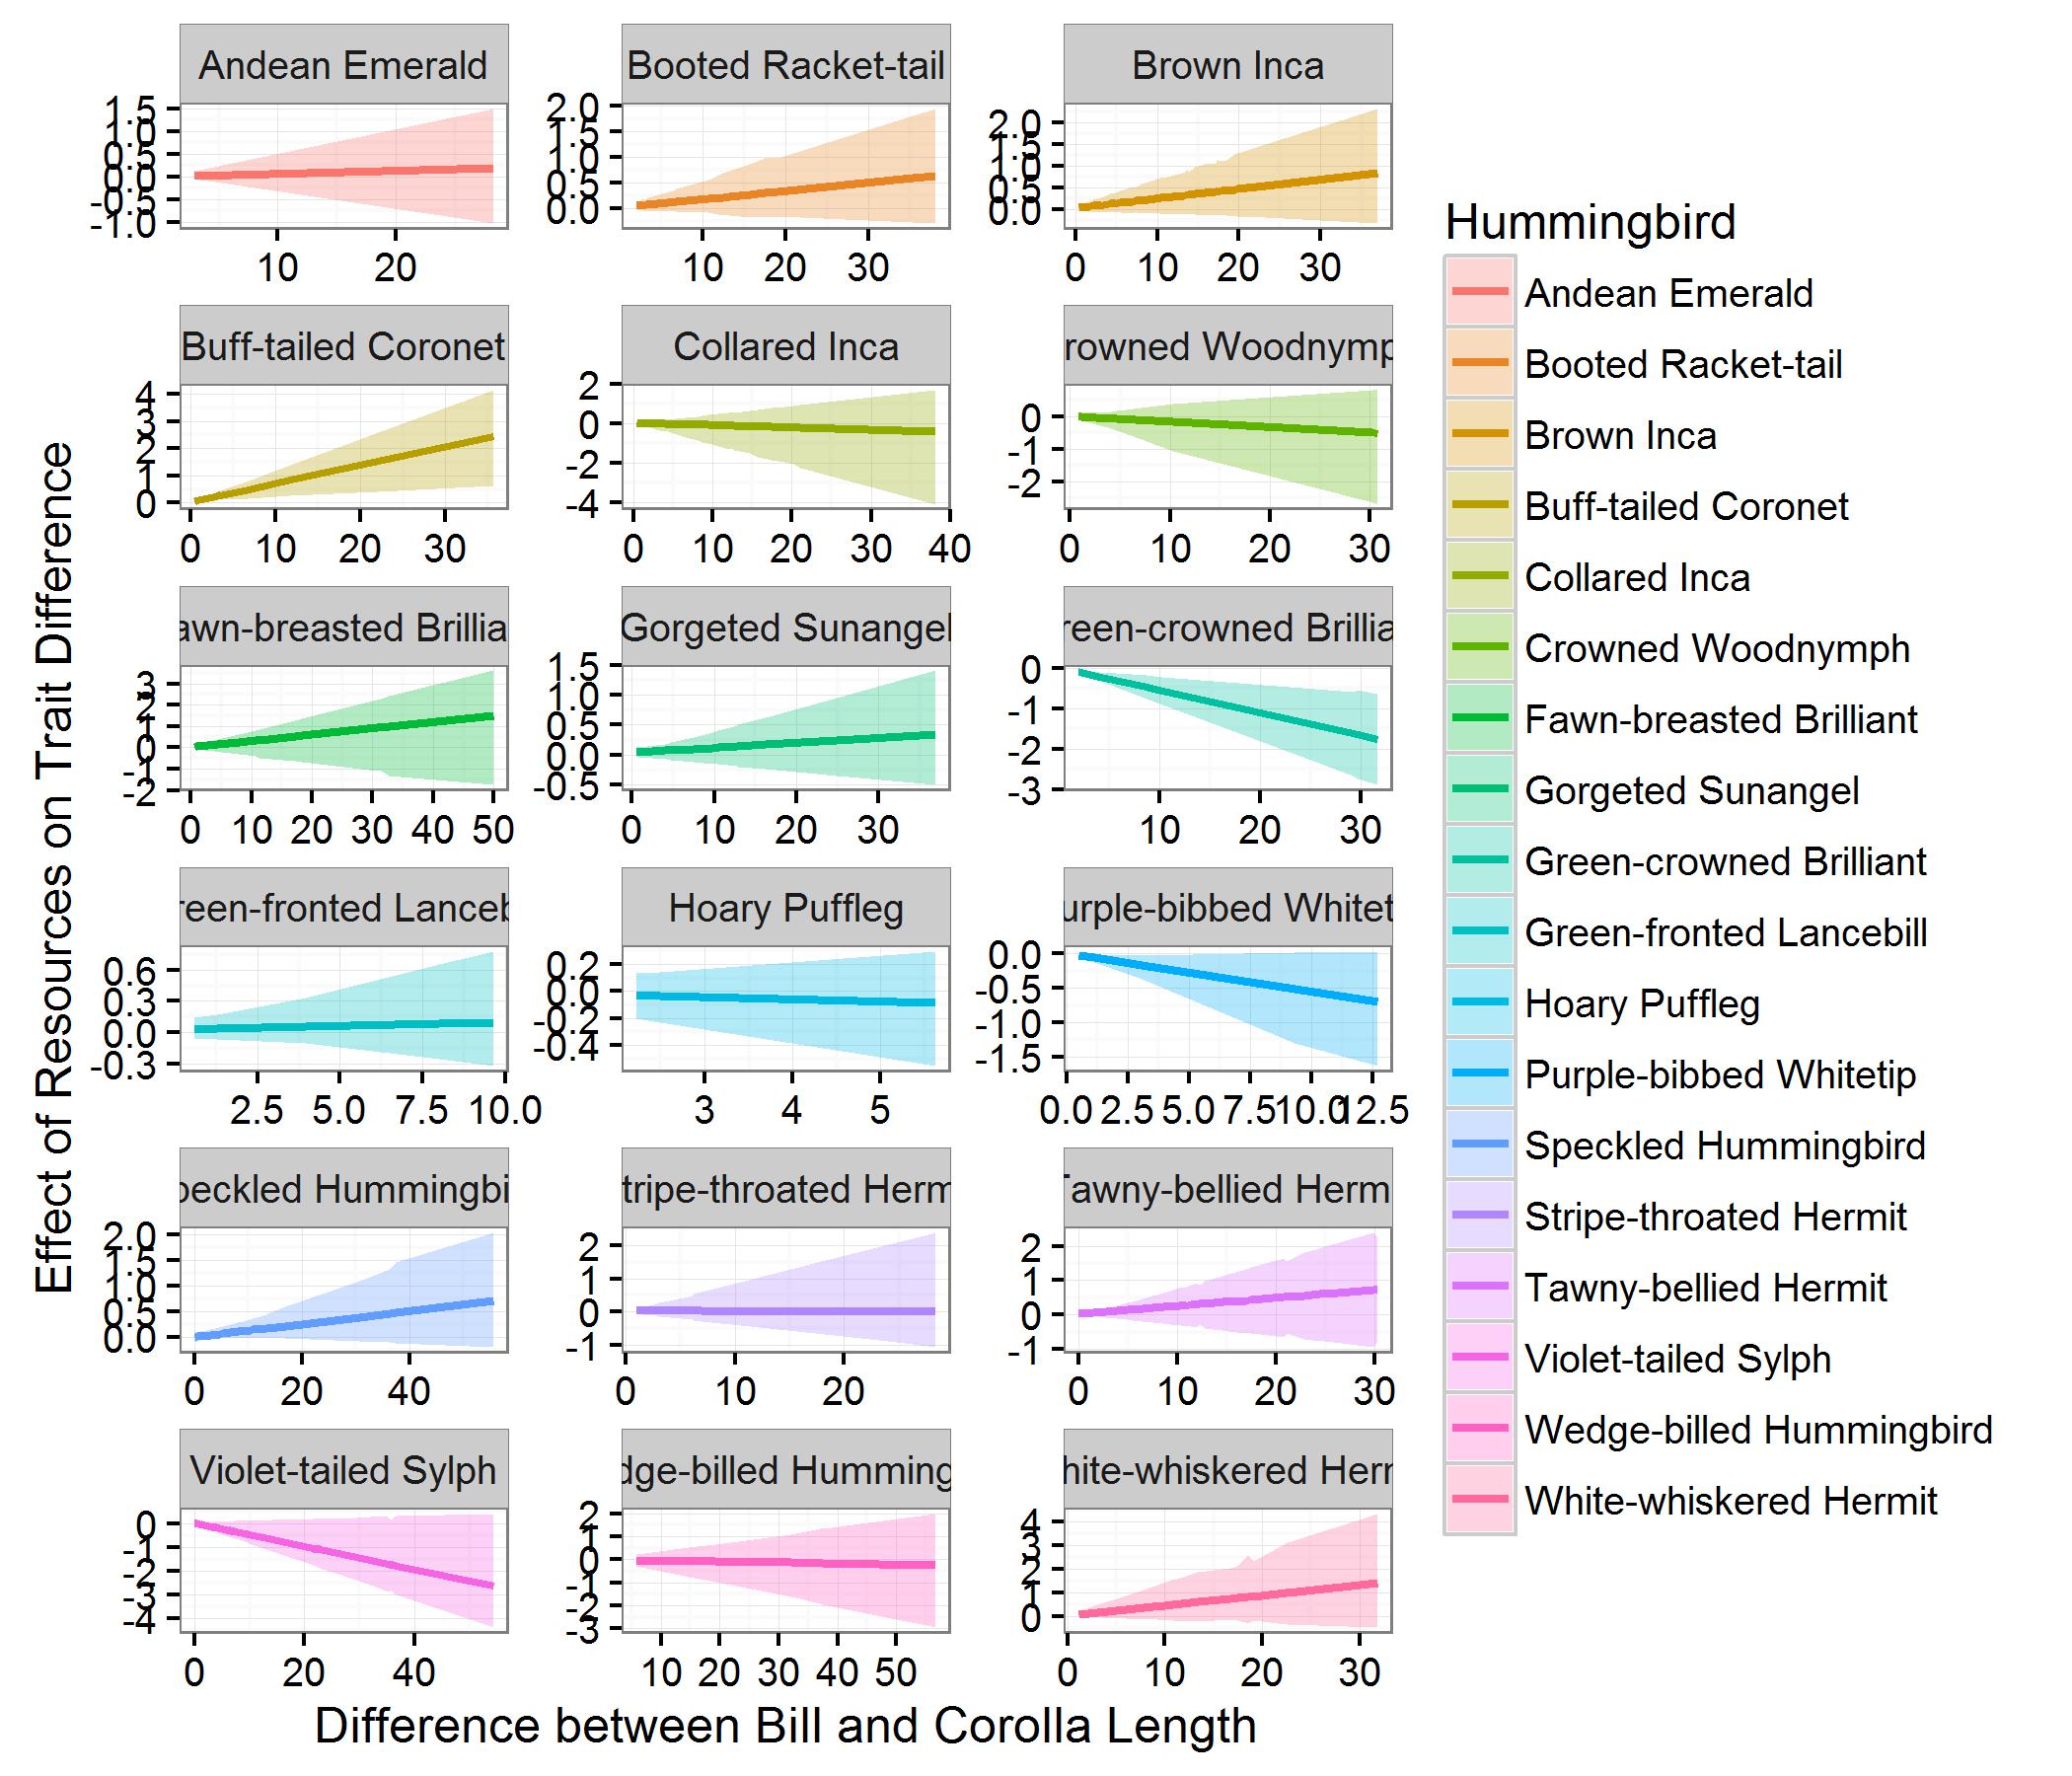 Andean Emerald
1.5
1.0
0.5
0.0
-0.5
-1.0
10 20
Booted Racket-tail
2.0
1.5
1.0
0.5
0.0
10 20 30
Brown Inca
2.0
1.5
1.0
0.5
0.0
0 10 20 30
Buff-tailed Coronet
4
3
2
1
0
0 10 20 30
Collared Inca
2
0
-2
-4
0 10 20 30 40
rowned Woodnymp
0
-1
-2
0 10 20 30
awn-breasted Brillia
3
2
1
0
-1
-2
0 10 20 30 40 50
Gorgeted Sunangel
1.5
1.0
0.5
0.0
-0.5
0 10 20 30
reen-crowned Brillia
0
-1
-2
-3
10 20 30
reen-fronted Lanceb
0.6
0.3
0.0
-0.3
2.5 5.0 7.5 10.0
Hoary Puffleg
0.2
0.0
-0.2
-0.4
3 4 5
urple-bibbed Whitet
0.0
-0.5
-1.0
-1.5
0.0 2.5 5.0 7.5 10.0 12.5
peckled Hummingbi
2.0
1.5
1.0
0.5
0.0
0 20 40
tripe-throated Herm
2
1
0
-1
0 10 20
Tawny-bellied Herm
2
1
0
-1
0 10 20 30
Violet-tailed Sylph
0
-1
-2
-3
-4
0 20 40
dge-billed Humming
2
1
0
-1
-2
-3
10 20 30 40 50
hite-whiskered Herr
4
3
2
1
0
0 10 20 30
Effect of Resources on Trait Difference
Difference between Bill and Corolla Length
Hummingbird
Andean Emerald
Booted Racket-tail
Brown Inca
Buff-tailed Coronet
Collared Inca
Crowned Woodnymph
Fawn-breasted Brilliant
Gorgeted Sunangel
Green-crowned Brilliant
Green-fronted Lancebill
Hoary Puffleg
Purple-bibbed Whitetip
Speckled Hummingbird
Stripe-throated Hermit
Tawny-bellied Hermit
Violet-tailed Sylph
Wedge-billed Hummingbird
White-whiskered Hermit